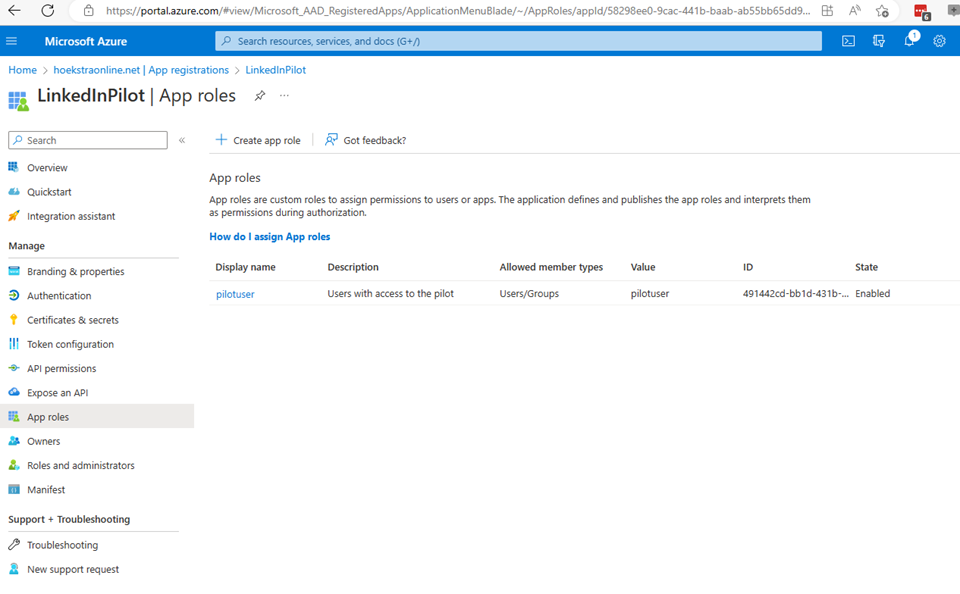 https://portal.azure.com/#view/Microsoft_AAD_RegisteredApps/ApplicationMenuBlade/~/AppRoles/appId/58298ee0-9cac-441b-baab-ab55bb65dd9...
6
Microsoft Azure
Search resources, services, and docs (G+/)
1
Home > hoekstraonline.net | App registrations > LinkedInPilot
LinkedInPilot | App roles
...
Search
«
Create app role
Got feedback?
Overview
Quickstart
Integration assistant
Manage
Branding & properties
Authentication
Certificates & secrets
Token configuration
API permissions
Expose an API
App roles
Owners
Roles and administrators
Manifest
Support + Troubleshooting
Troubleshooting
New support request
App roles
App roles are custom roles to assign permissions to users or apps. The application defines and publishes the app roles and interprets them
as permissions during authorization.
How do I assign App roles
Display name Description Allowed member types Value ID State
pilotuser Users with access to the pilot Users/Groups pilotuser 491442cd-bb1d-431b-... Enabled